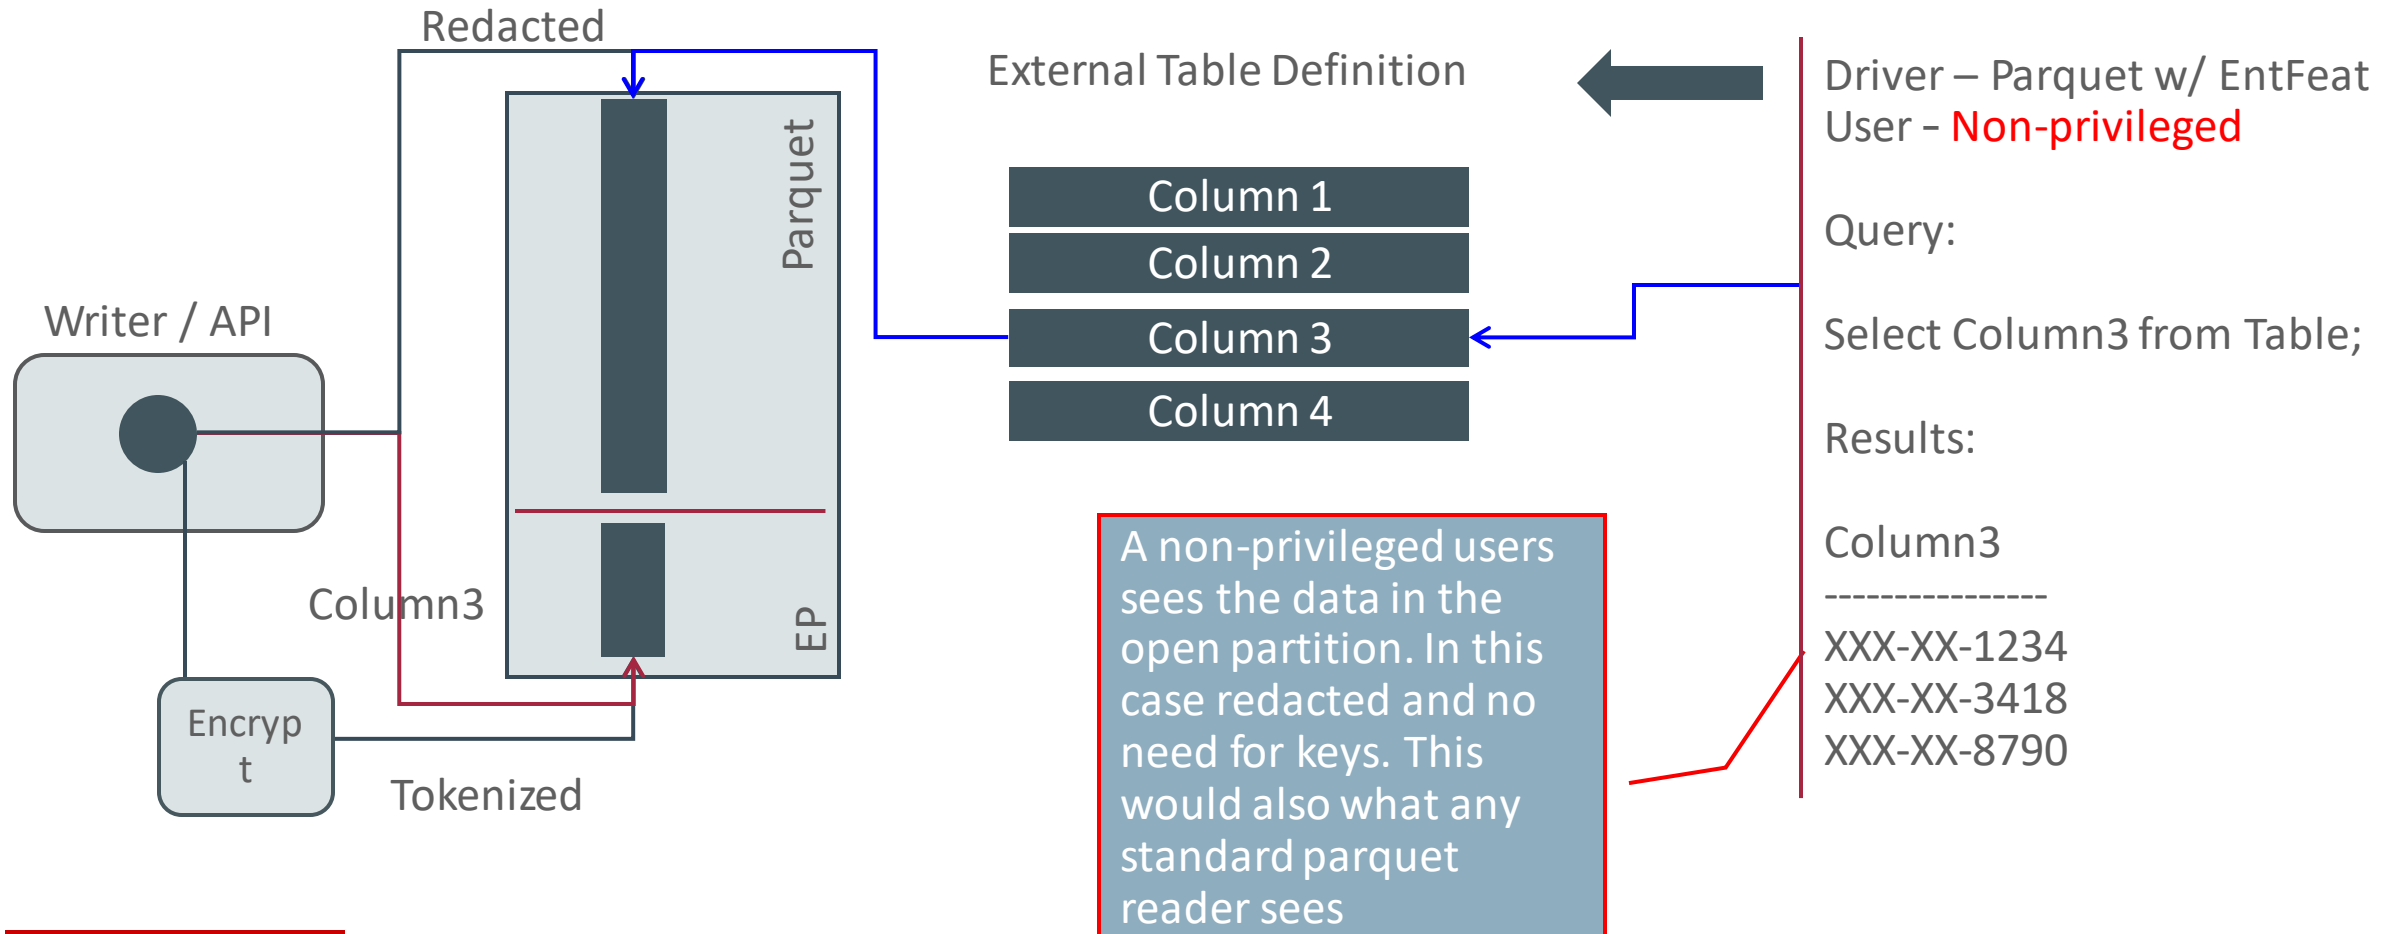 Redacted
External Table Definition
Driver – Parquet w/ EntFeat
User – Non-privileged
Parquet
Column 1
Query:
Column 2
Writer / API
Column 3
Select Column3 from Table;
Column 4
Results:
Column3
A non-privileged users
sees the data in the
open partition. In this
case redacted and no
need for keys. This
would also what any
standard parquet
reader sees
Column3
---------------
XXX-XX-1234
XXX-XX-3418
XXX-XX-8790
EP
Encryp
t
Tokenized